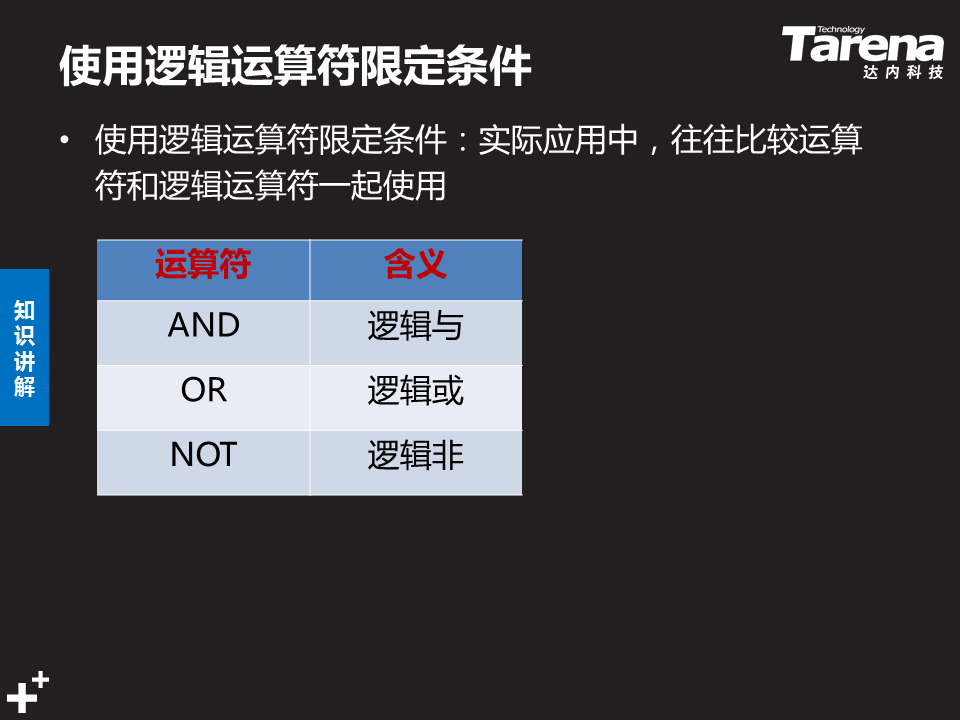 使用逻辑运算符限定条件
Technology
Tarena
达内科技
• 使用逻辑运算符限定条件：实际应用中，往往比较运算
符和逻辑运算符一起使用
知识讲解
运算符 含义
AND 逻辑与
OR 逻辑或
NOT 逻辑非